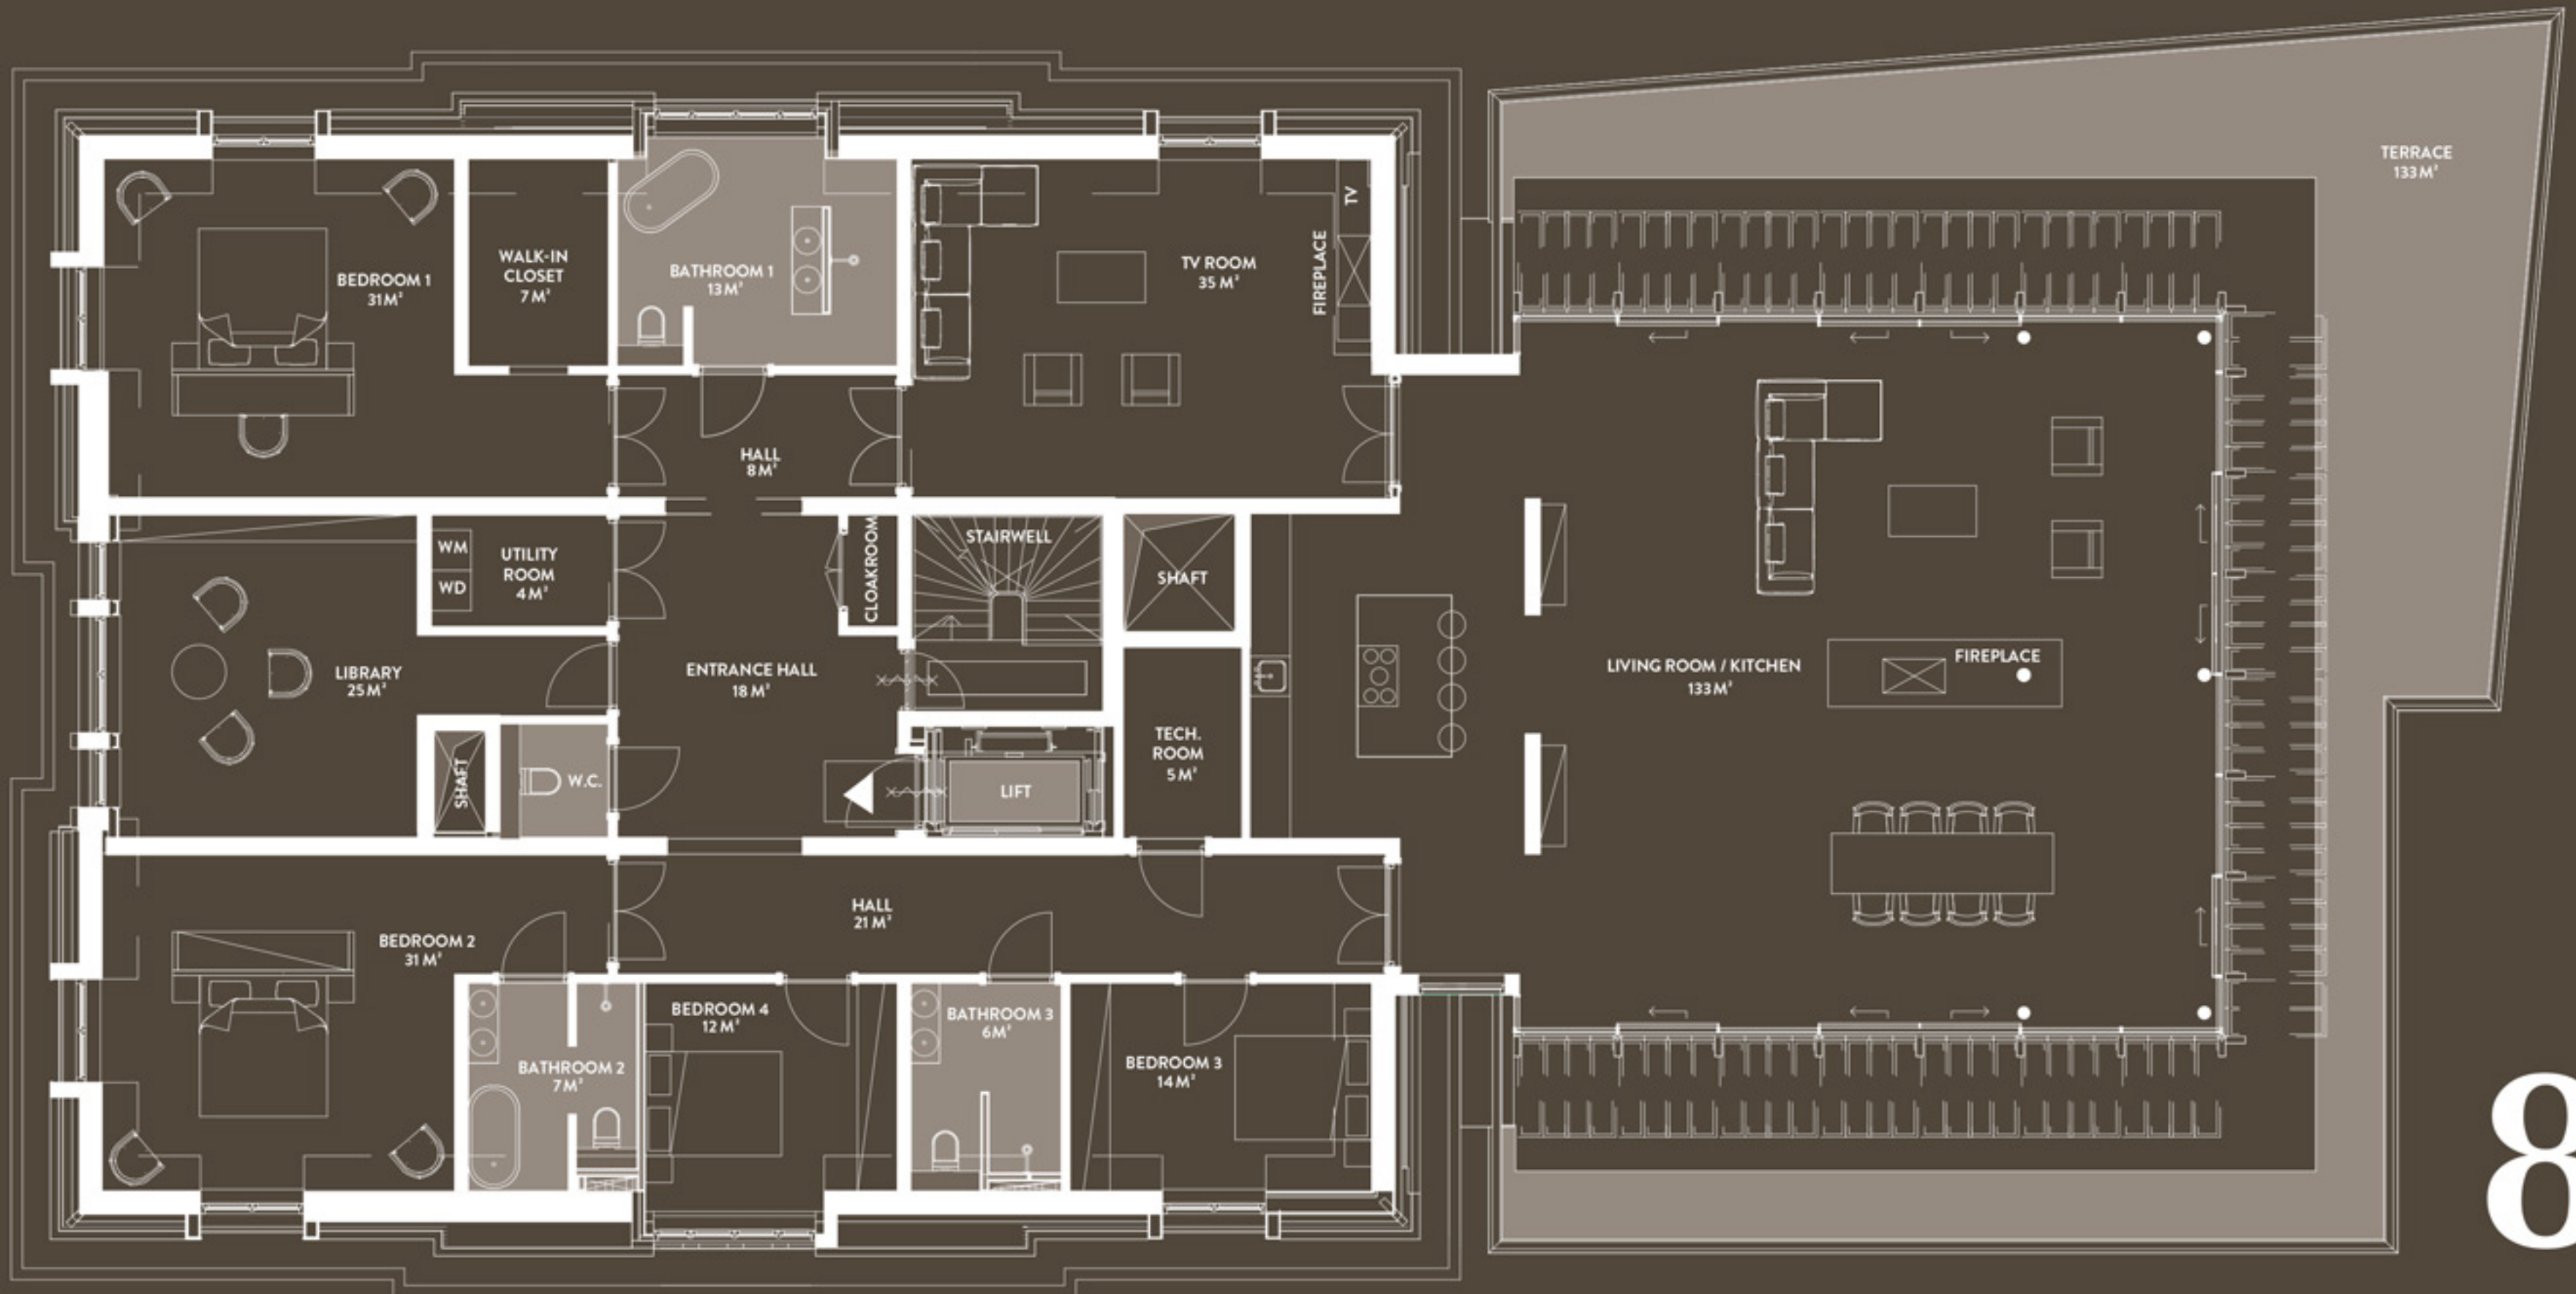 TERRACE
133 M²
BEDROOM 1
31 M²
WALK-IN
CLOSET
7 M²
BATHROOM 1
13 M²
TV ROOM
35 M²
FIREPLACE
TV
HALL
8 M²
WM
WD
UTILITY
ROOM
4 M²
CLOAKROOM
STAIRWELL
SHAFT
LIBRARY
25 M²
ENTRANCE HALL
18 M²
LIVING ROOM / KITCHEN
133 M²
FIREPLACE
TECH.
ROOM
5 M²
SHAFT
W.C.
LIFT
HALL
21 M²
BEDROOM 2
31 M²
BATHROOM 2
7 M²
BEDROOM 4
12 M²
BATHROOM 3
6 M²
BEDROOM 3
14 M²
8